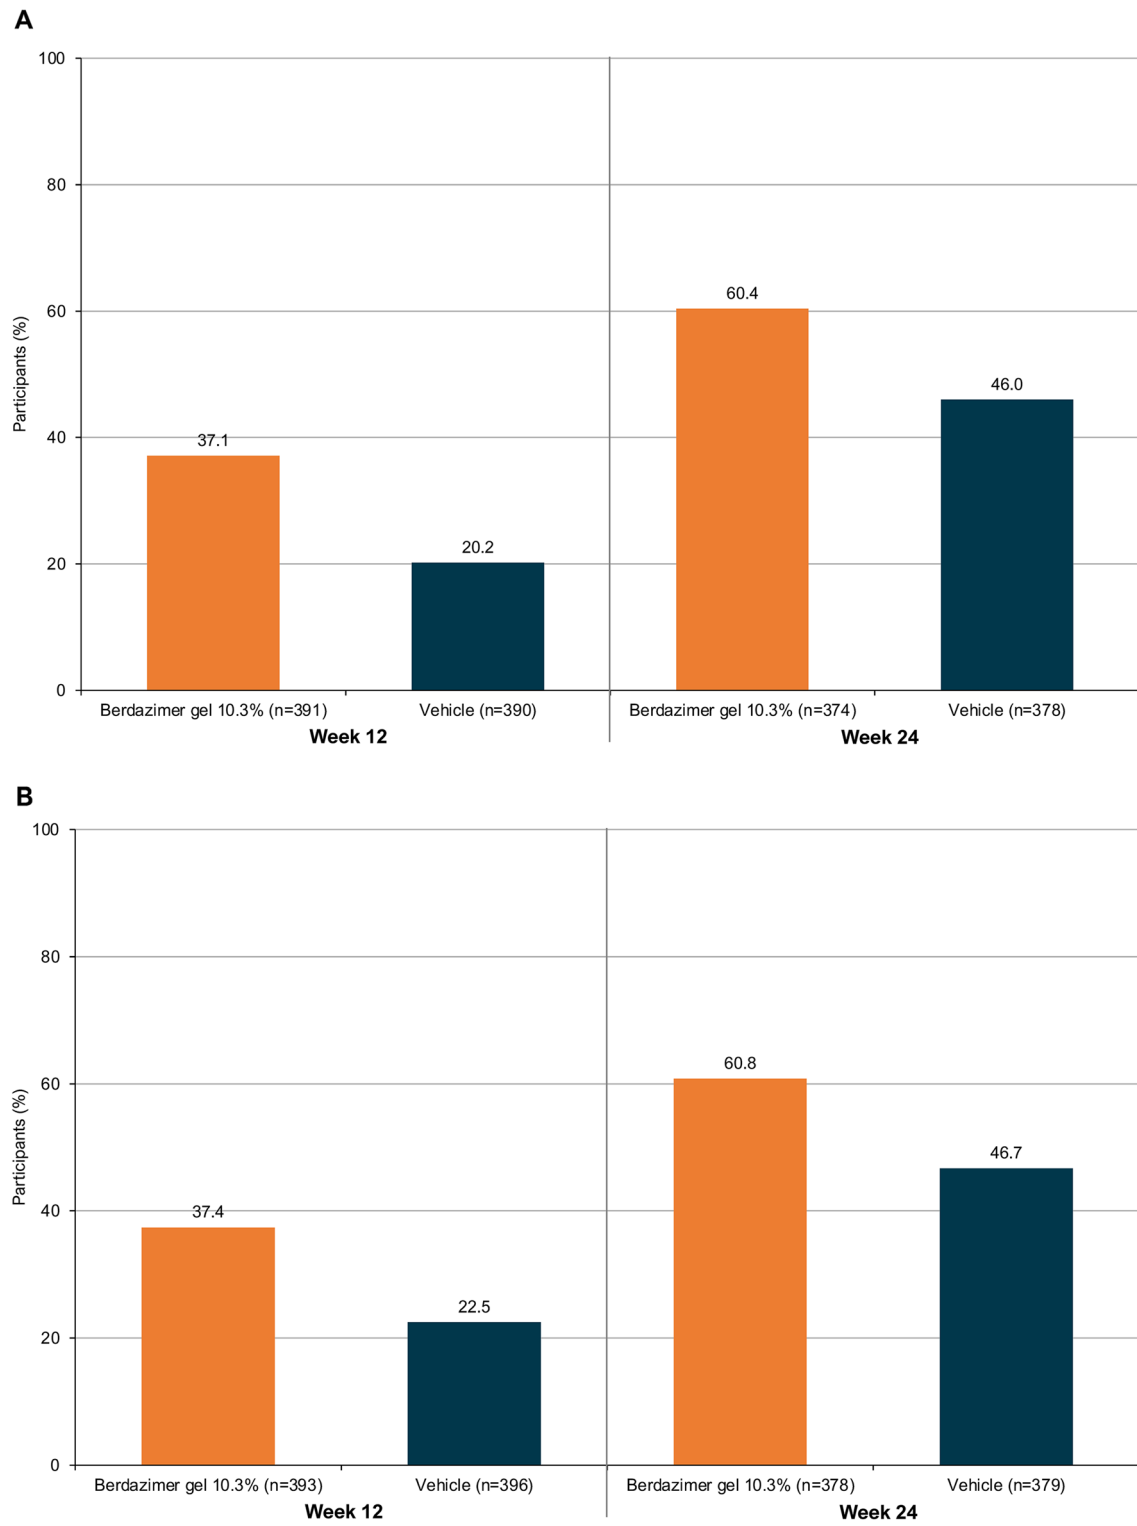 A
100
80
60
40
20
0
Participants (%)
37.1
20.2
60.4
46.0
Berdazimer gel 10.3% (n=391)
Vehicle (n=390)
Berdazimer gel 10.3% (n=374)
Vehicle (n=378)
Week 12
Week 24
B
100
80
60
40
20
0
Participants (%)
37.4
22.5
60.8
46.7
Berdazimer gel 10.3% (n=393)
Vehicle (n=396)
Berdazimer gel 10.3% (n=378)
Vehicle (n=379)
Week 12
Week 24